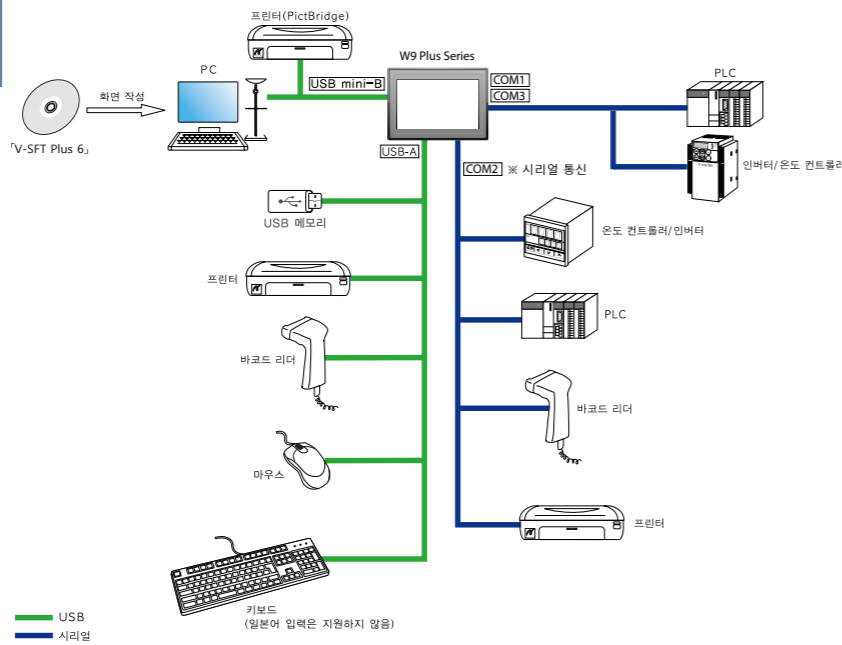 프린터(PictBridge)
W9 Plus Series
PC
USB mini-B
COM1
COM3
PLC
화면 작성
「V-SFT Plus 6」
USB-A
COM2 ※ 시리얼 통신
인버터/온도 컨트롤러
USB 메모리
온도 컨트롤러/인버터
프린터
PLC
바코드 리더
바코드 리더
마우스
프린터
키보드
(일본어 입력은 지원하지 않음)
USB
시리얼